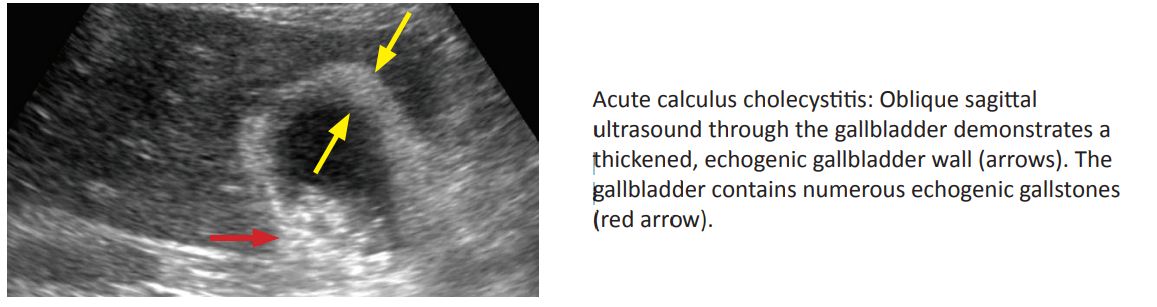 Acute calculus cholecystitis: Oblique sagittal
ultrasound through the gallbladder demonstrates a
thickened, echogenic gallbladder wall (arrows). The
gallbladder contains numerous echogenic gallstones
(red arrow).